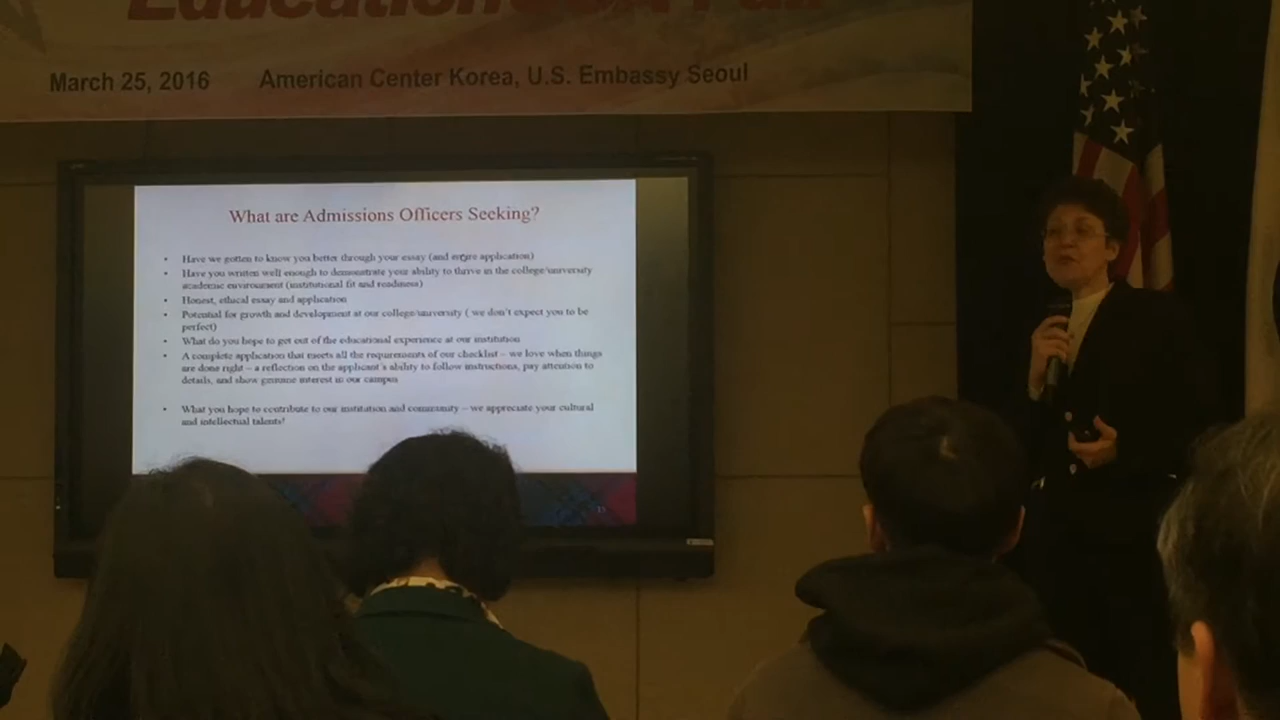 EducationUSA Fair
March 25, 2016 American Center Korea, U.S. Embassy Seoul
What are Admissions Officers Seeking?
• Have we gotten to know you better through your essay (and entire application)
• Have you written well enough to demonstrate your ability to thrive in the college/university
academic environment (institutional fit and readiness)
• Honest, ethical essay and application
• Potential for growth and development at our college/university ( we don't expect you to be
perfect)
• What do you hope to get out of the educational experience at our institution
• A complete application that meets all the requirements of our checklist – we love when things
are done right – a reflection on the applicant's ability to follow instructions, pay attention to
details, and show genuine interest in our campus
• What you hope to contribute to our institution and community – we appreciate your cultural
and intellectual talents!